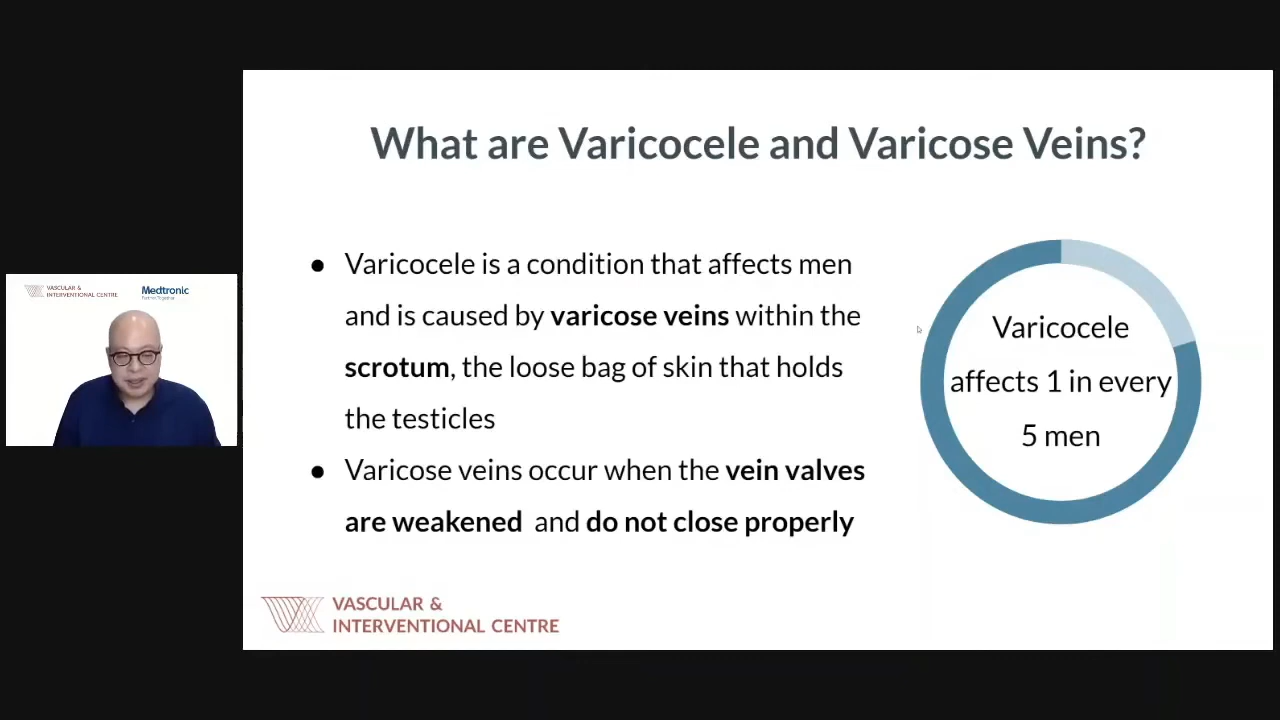 What are Varicocele and Varicose Veins?
● Varicocele is a condition that affects men
and is caused by varicose veins within the
scrotum, the loose bag of skin that holds
the testicles
● Varicose veins occur when the vein valves
are weakened and do not close properly
Varicocele
affects 1 in every
5 men
VASCULAR &
INTERVENTIONAL CENTRE
VASCULAR &
INTERVENTIONAL CENTRE
Medtronic